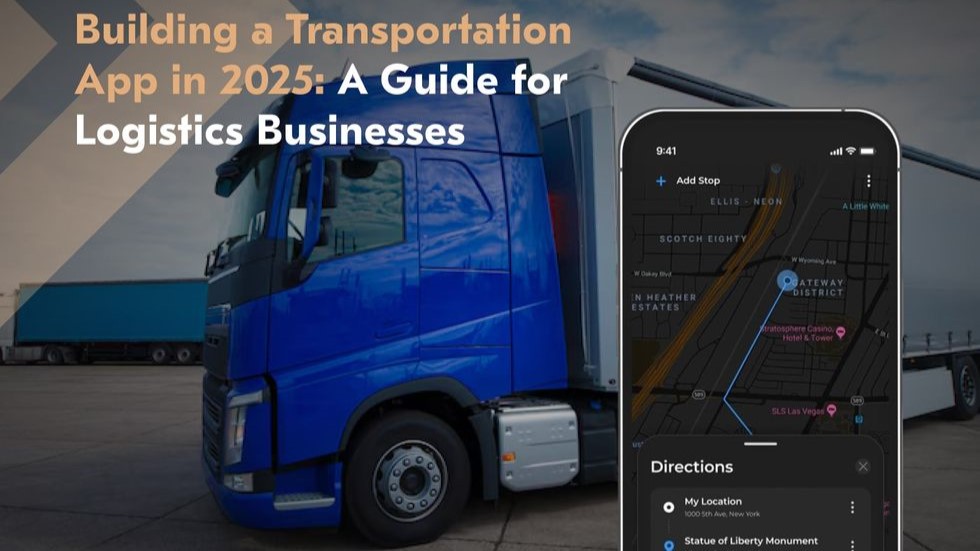 Building a Transportation
App in 2025: A Guide for
Logistics Businesses
9:41
Add Stop
ELLIS - NEON
A Little White
SCOTCH EIGHTY
W Wyoming Ave
W Oakey Blvd
GATEWAY
DISTRICT
N HEATHER
ESTATES
Stratosphere Casino,
Hotel & Tower
SLS Las Vegas
Directions
My Location
1000 5th Ave, New York
Statue of Liberty Monument